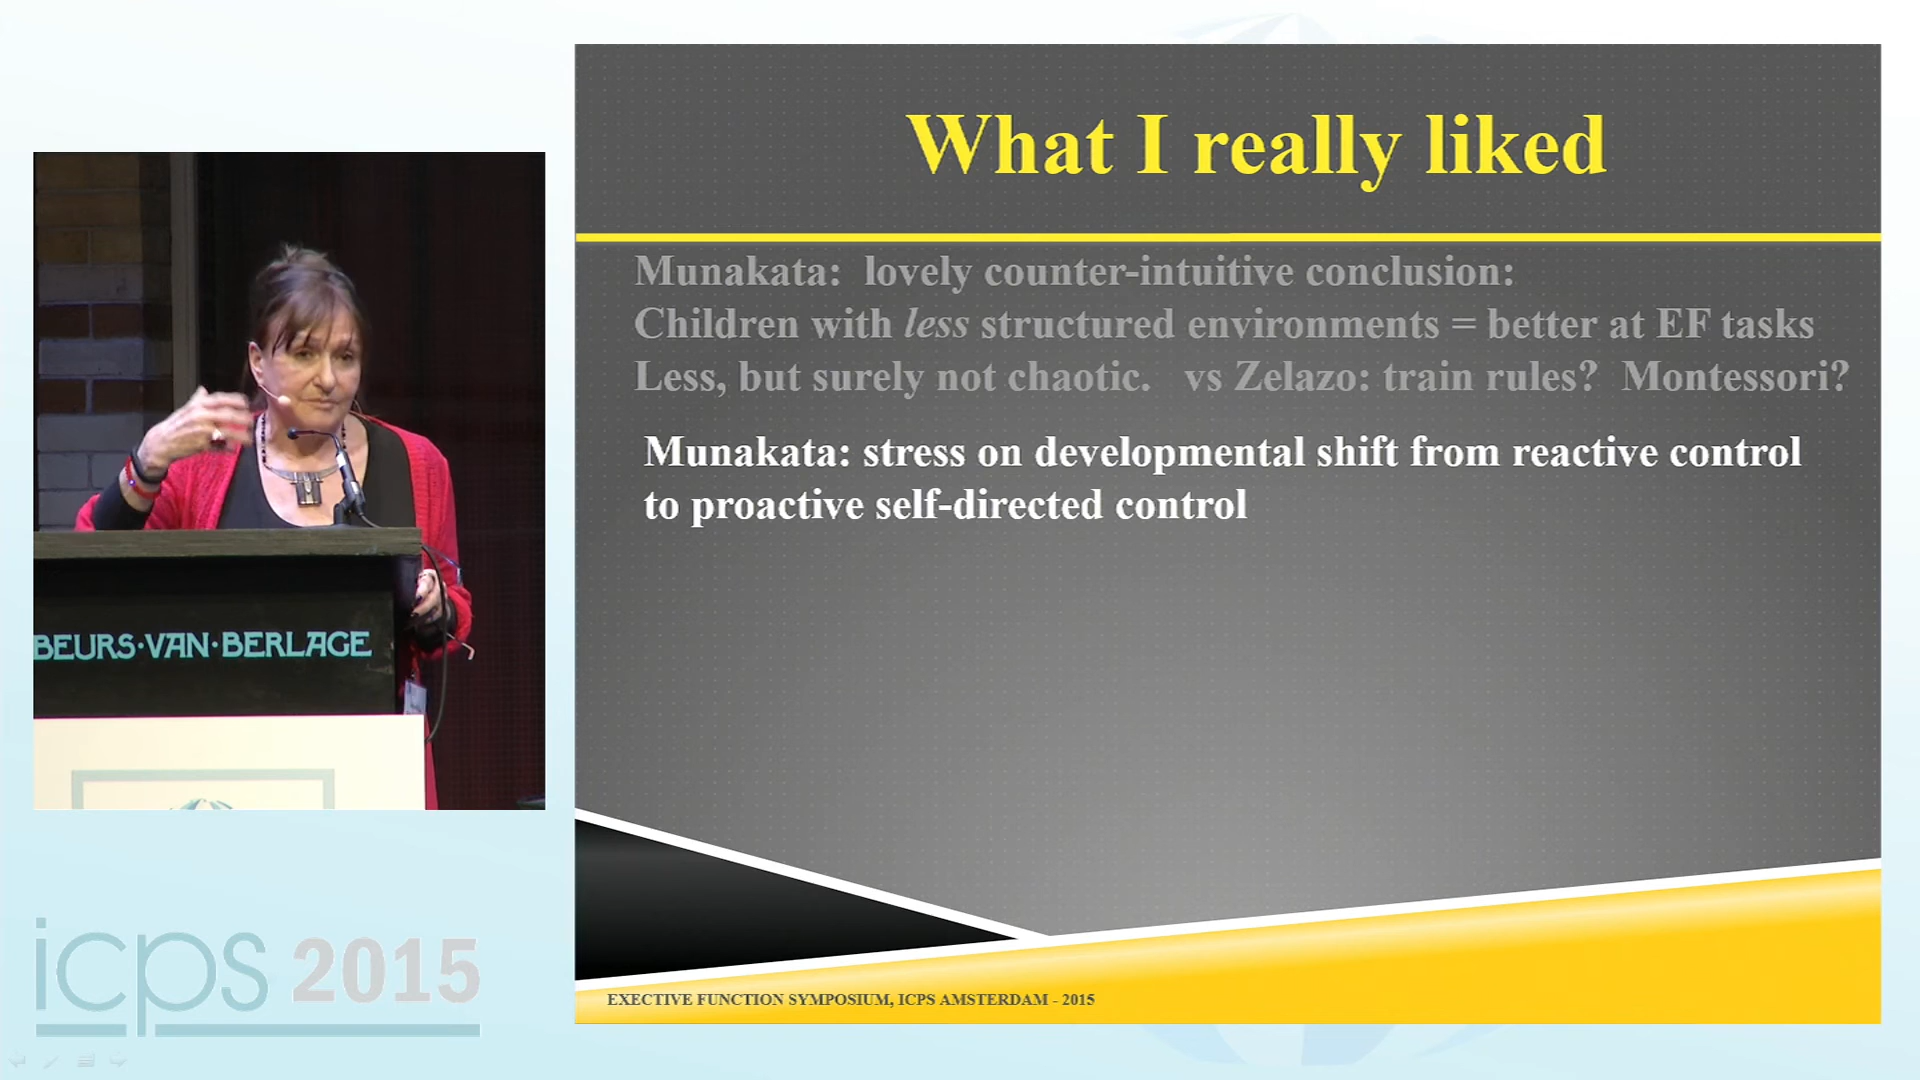 What I really liked
Munakata: lovely counter-intuitive conclusion:
Children with less structured environments = better at EF tasks
Less, but surely not chaotic. vs Zelazo: train rules? Montessori?
Munakata: stress on developmental shift from reactive control
to proactive self-directed control
BEURS·VAN·BERLAGE
icps 2015
EXECTIVE FUNCTION SYMPOSIUM, ICPS AMSTERDAM - 2015